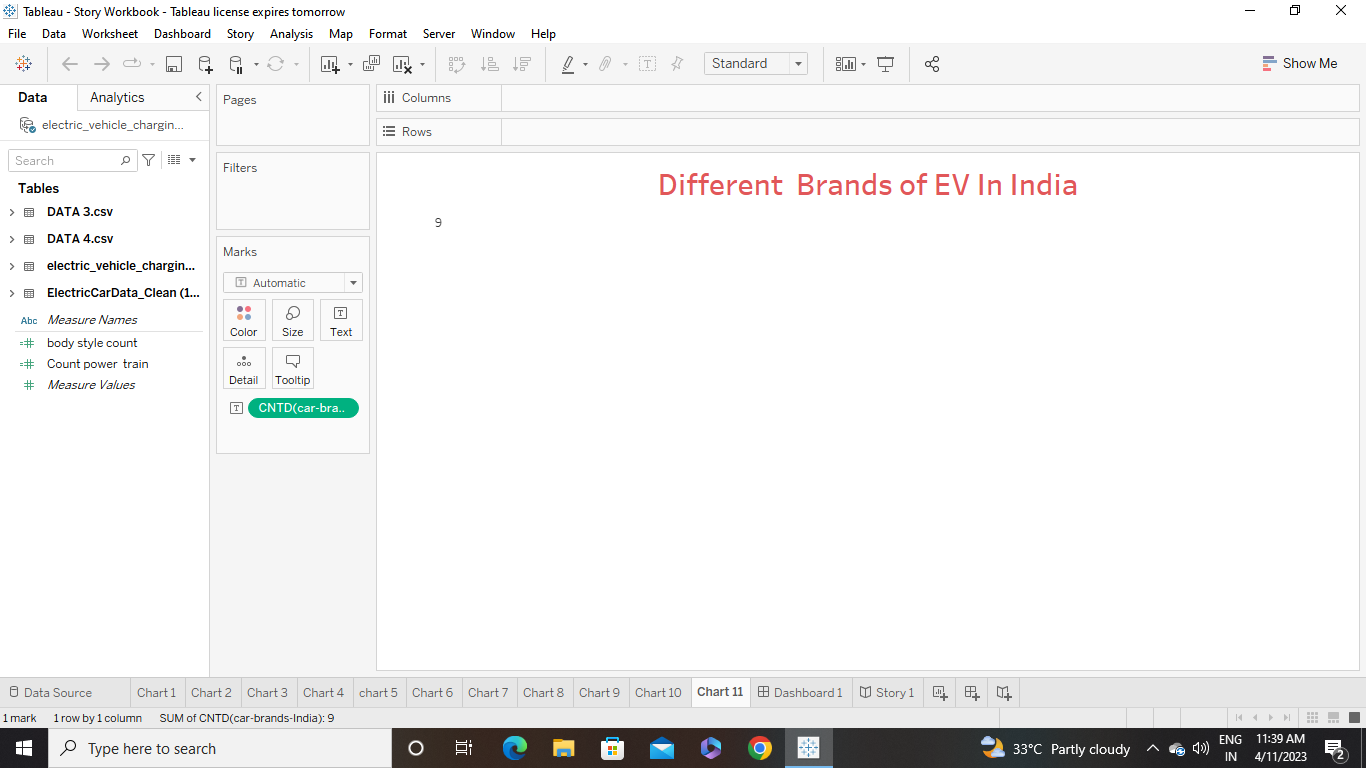 Tableau - Story Workbook - Tableau license expires tomorrow
File Data Worksheet Dashboard Story Analysis Map Format Server Window Help
Standard
Show Me
Data Analytics
electric_vehicle_chargin...
Search
Tables
DATA 3.csv
DATA 4.csv
electric_vehicle_chargin...
ElectricCarData_Clean (1...
Abc Measure Names
body style count
Count power train
Measure Values
Pages
Filters
Marks
Automatic
Color Size Text
Detail Tooltip
CNTD(car-bra..
Columns
Rows
Different Brands of EV In India
9
Data Source Chart 1 Chart 2 Chart 3 Chart 4 chart 5 Chart 6 Chart 7 Chart 8 Chart 9 Chart 10 Chart 11 Dashboard 1 Story 1
1 mark 1 row by 1 column SUM of CNTD(car-brands-India): 9
Type here to search
33°C Partly cloudy
ENG
IN
11:39 AM
4/11/2023
2